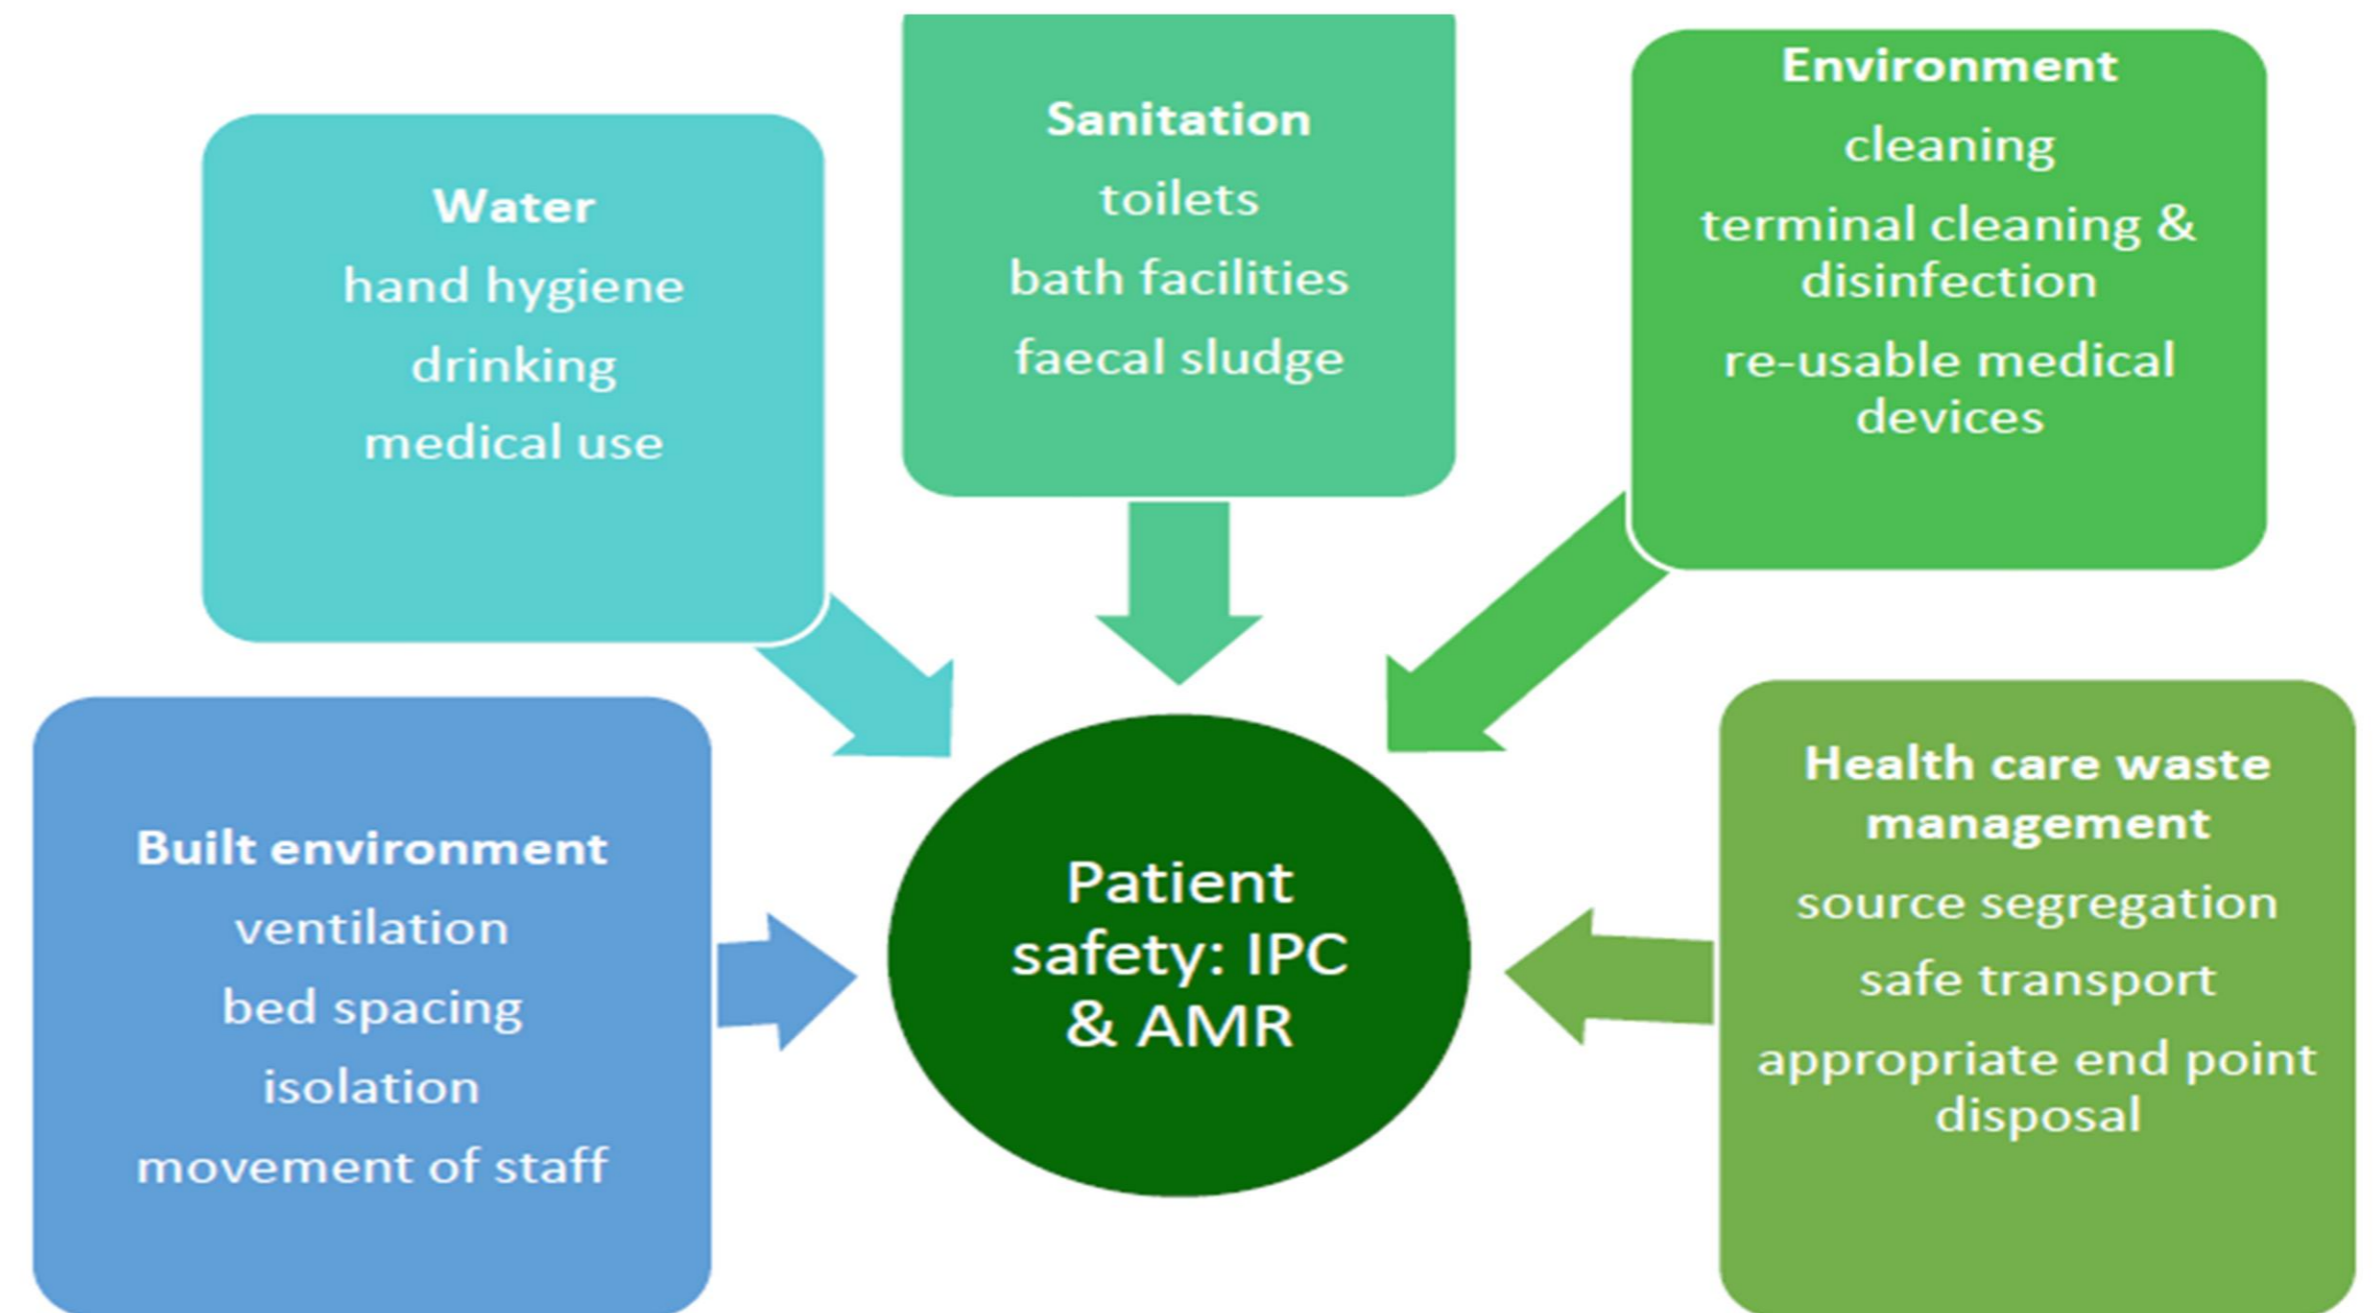 Water
hand hygiene
drinking
medical use
Sanitation
toilets
bath facilities
faecal sludge
Environment
cleaning
terminal cleaning &
disinfection
re-usable medical
devices
Built environment
ventilation
bed spacing
isolation
movement of staff
Patient
safety: IPC
& AMR
Health care waste
management
source segregation
safe transport
appropriate end point
disposal